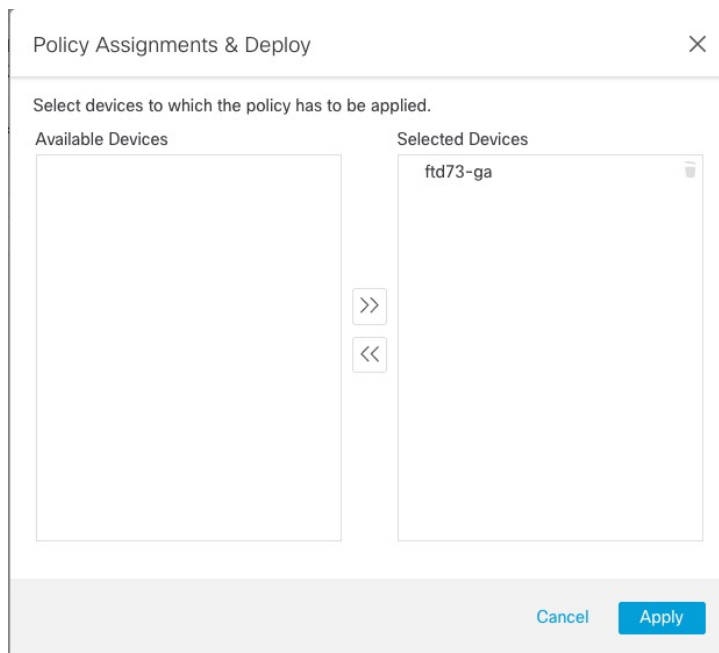 Policy Assignments & Deploy
Select devices to which the policy has to be applied.
Available Devices
Selected Devices
ftd73-ga
Cancel
Apply